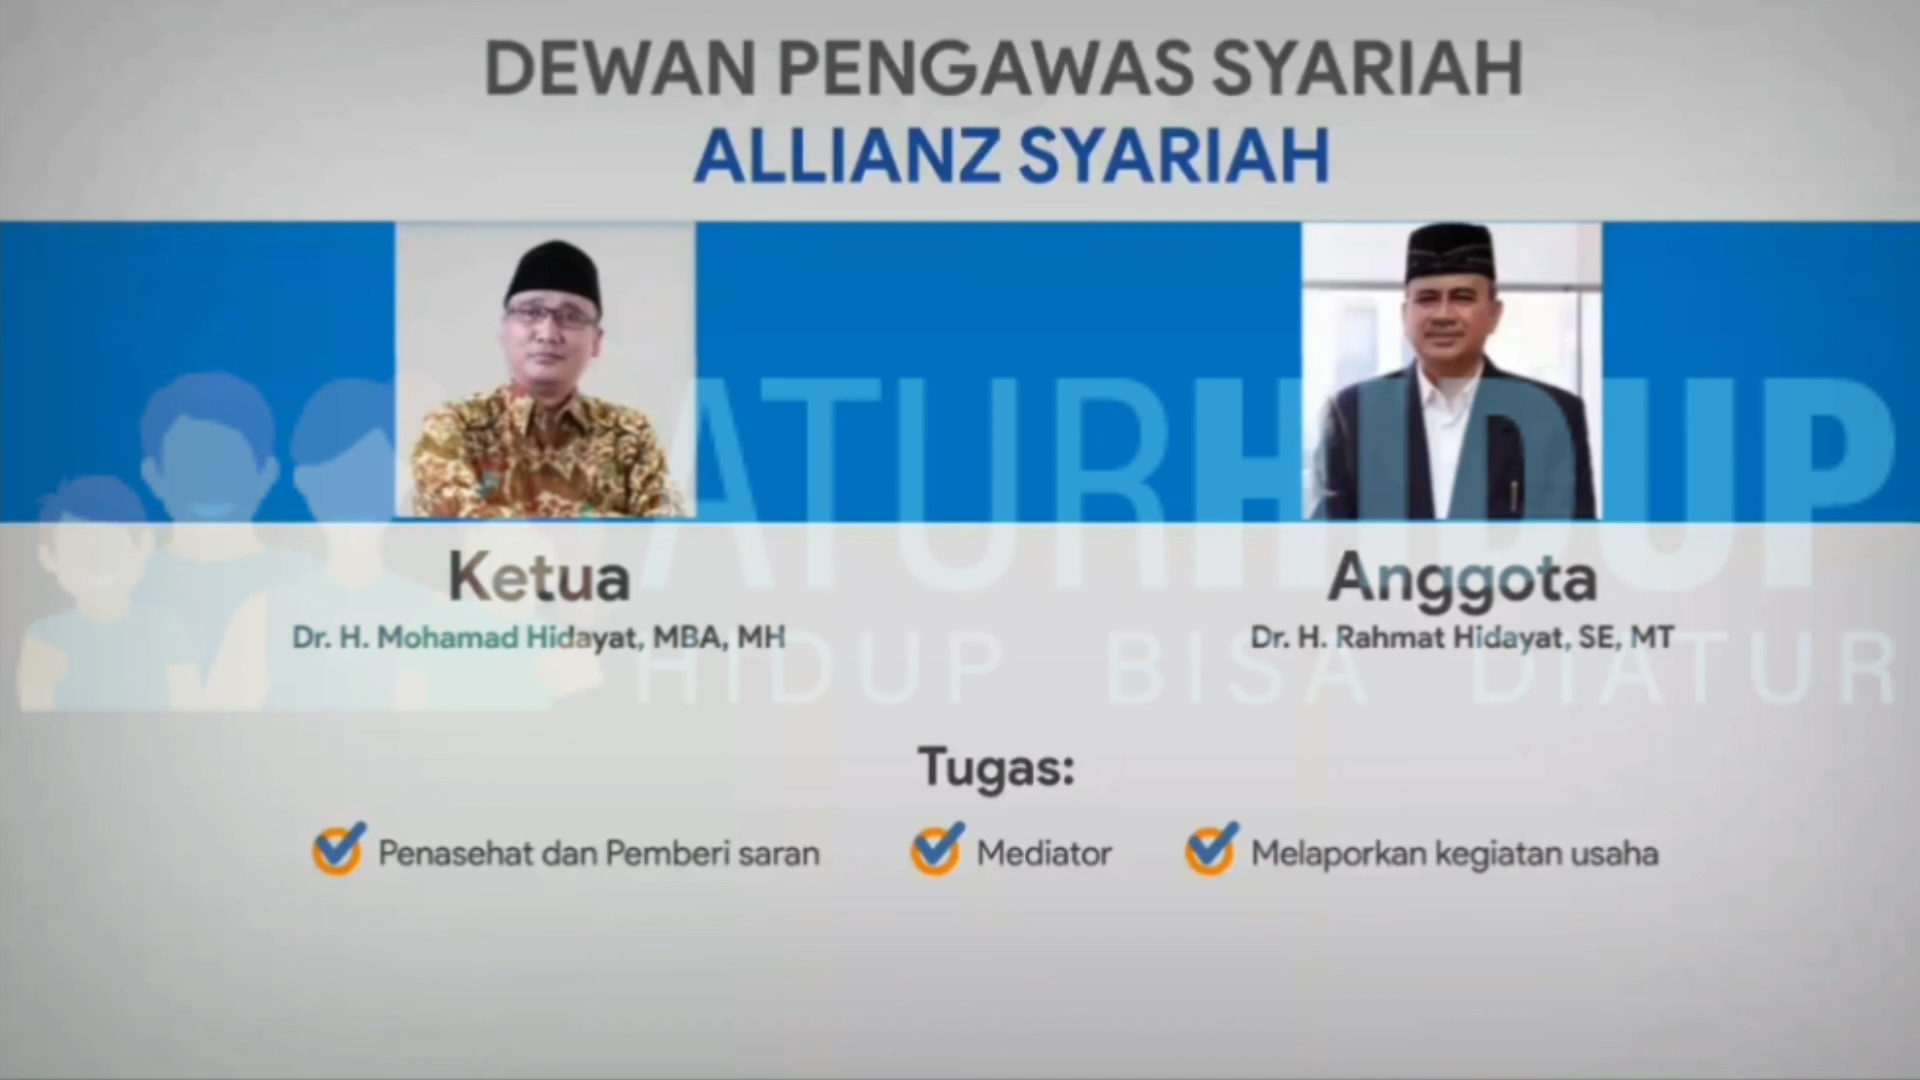 DEWAN PENGAWAS SYARIAH
ALLIANZ SYARIAH
ATURHIDUP
HIDUP BISA DIATUR
Ketua
Dr. H. Mohamad Hidayat, MBA, MH
Anggota
Dr. H. Rahmat Hidayat, SE, MT
Tugas:
Penasehat dan Pemberi saran
Mediator
Melaporkan kegiatan usaha